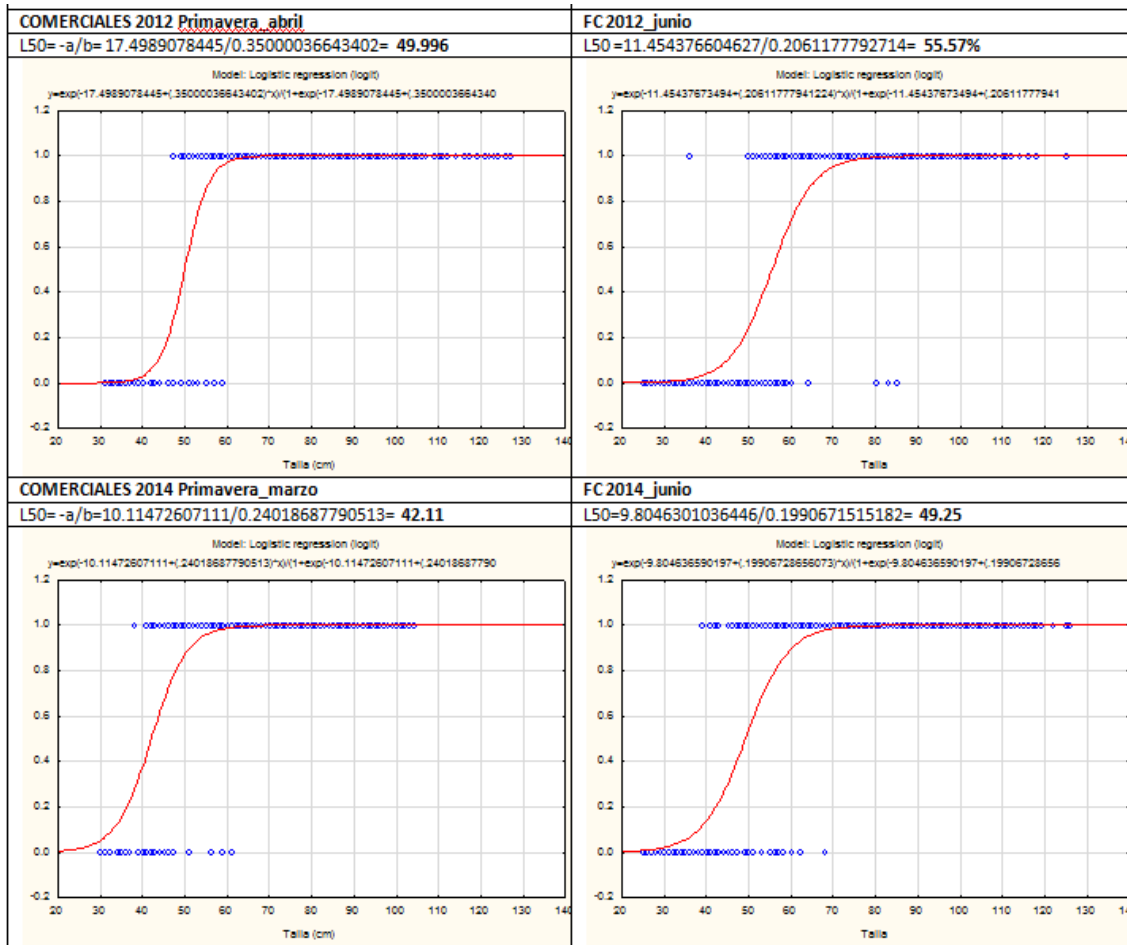 COMERCIALES 2012 Primavera_abril
L50= -a/b= 17.4989078445/0.35000036643402= 49.996
Model: Logistic regression (logit)
y=exp(-17.4989078445+(.35000036643402)*x)/(1+exp(-17.4989078445+(.3500003664340
1.2
1.0
0.8
0.6
0.4
0.2
0.0
-0.2
20 30 40 50 60 70 80 90 100 110 120 130 140
Talla (cm)
FC 2012_junio
L50 =11.454376604627/0.2061177792714= 55.57%
Model: Logistic regression (logit)
y=exp(-11.45437673494+(.20611777941224)*x)/(1+exp(-11.45437673494+(.20611777941
1.2
1.0
0.8
0.6
0.4
0.2
0.0
-0.2
20 30 40 50 60 70 80 90 100 110 120 130 14
Talla
COMERCIALES 2014 Primavera_marzo
L50= -a/b=10.11472607111/0.24018687790513= 42.11
Model: Logistic regression (logit)
y=exp(-10.11472607111+(.24018687790513)*x)/(1+exp(-10.11472607111+(.24018687790
1.2
1.0
0.8
0.6
0.4
0.2
0.0
-0.2
20 30 40 50 60 70 80 90 100 110 120 130 140
Talla (cm)
FC 2014_junio
L50=9.8046301036446/0.1990671515182= 49.25
Model: Logistic regression (logit)
y=exp(-9.804636590197+(.19906728656073)*x)/(1+exp(-9.804636590197+(.19906728656
1.2
1.0
0.8
0.6
0.4
0.2
0.0
-0.2
20 30 40 50 60 70 80 90 100 110 120 130 14
Talla